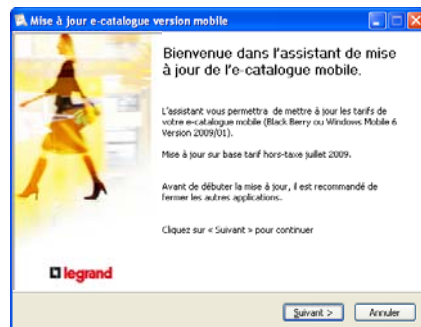 Mise à jour e-catalogue version mobile
Bienvenue dans l'assistant de mise
à jour de l'e-catalogue mobile.
L'assistant vous permettra de mettre à jour les tarifs de
votre e-catalogue mobile (Black Berry ou Windows Mobile 6
Version 2009/01).
Mise à jour sur base tarif hors-taxe juillet 2009.
Avant de débuter la mise à jour, il est recommandé de
fermer les autres applications.
Cliquez sur « Suivant » pour continuer
legrand
Suivant >
Annuler